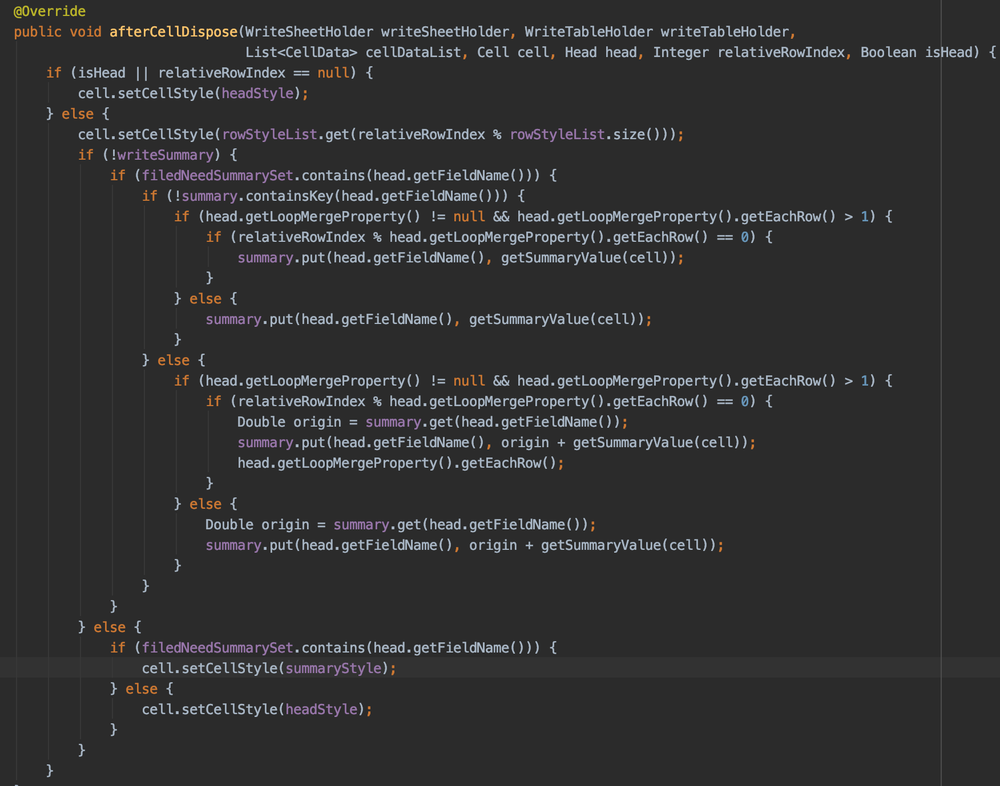 @Override
public void afterCellDispose(WriteSheetHolder writeSheetHolder, WriteTableHolder writeTableHolder,
                             List<CellData> cellDataList, Cell cell, Head head, Integer relativeRowIndex, Boolean isHead) {
    if (isHead || relativeRowIndex == null) {
        cell.setCellStyle(headStyle);
    } else {
        cell.setCellStyle(rowStyleList.get(relativeRowIndex % rowStyleList.size()));
        if (!writeSummary) {
            if (filedNeedSummarySet.contains(head.getFieldName())) {
                if (!summary.containsKey(head.getFieldName())) {
                    if (head.getLoopMergeProperty() != null && head.getLoopMergeProperty().getEachRow() > 1) {
                        if (relativeRowIndex % head.getLoopMergeProperty().getEachRow() == 0) {
                            summary.put(head.getFieldName(), getSummaryValue(cell));
                        }
                    } else {
                        summary.put(head.getFieldName(), getSummaryValue(cell));
                    }
                } else {
                    if (head.getLoopMergeProperty() != null && head.getLoopMergeProperty().getEachRow() > 1) {
                        if (relativeRowIndex % head.getLoopMergeProperty().getEachRow() == 0) {
                            Double origin = summary.get(head.getFieldName());
                            summary.put(head.getFieldName(), origin + getSummaryValue(cell));
                            head.getLoopMergeProperty().getEachRow();
                        }
                    } else {
                        Double origin = summary.get(head.getFieldName());
                        summary.put(head.getFieldName(), origin + getSummaryValue(cell));
                    }
                }
            }
        } else {
            if (filedNeedSummarySet.contains(head.getFieldName())) {
                cell.setCellStyle(summaryStyle);
            } else {
                cell.setCellStyle(headStyle);
            }
        }
    }